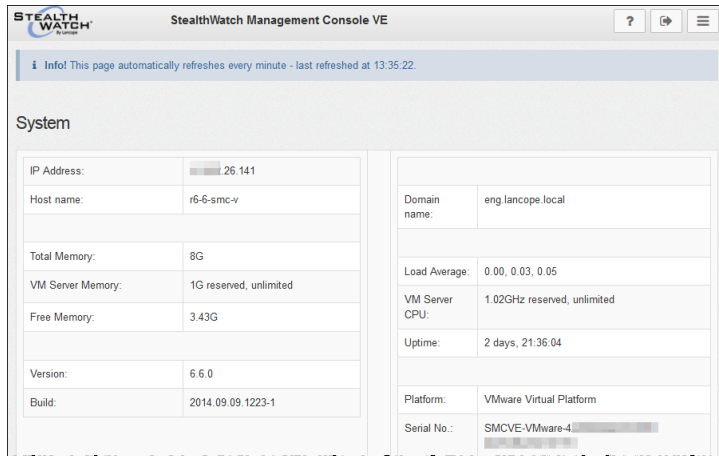 STEALTH
WATCH™
By Lancope
StealthWatch Management Console VE
?
i Info! This page automatically refreshes every minute - last refreshed at 13:35:22.
System
IP Address: .26.141
Host name: r6-6-smc-v
Total Memory: 8G
VM Server Memory: 1G reserved, unlimited
Free Memory: 3.43G
Version: 6.6.0
Build: 2014.09.09.1223-1
Domain name: eng.lancope.local
Load Average: 0.00, 0.03, 0.05
VM Server CPU: 1.02GHz reserved, unlimited
Uptime: 2 days, 21:36:04
Platform: VMware Virtual Platform
Serial No.: SMCVE-VMware-4